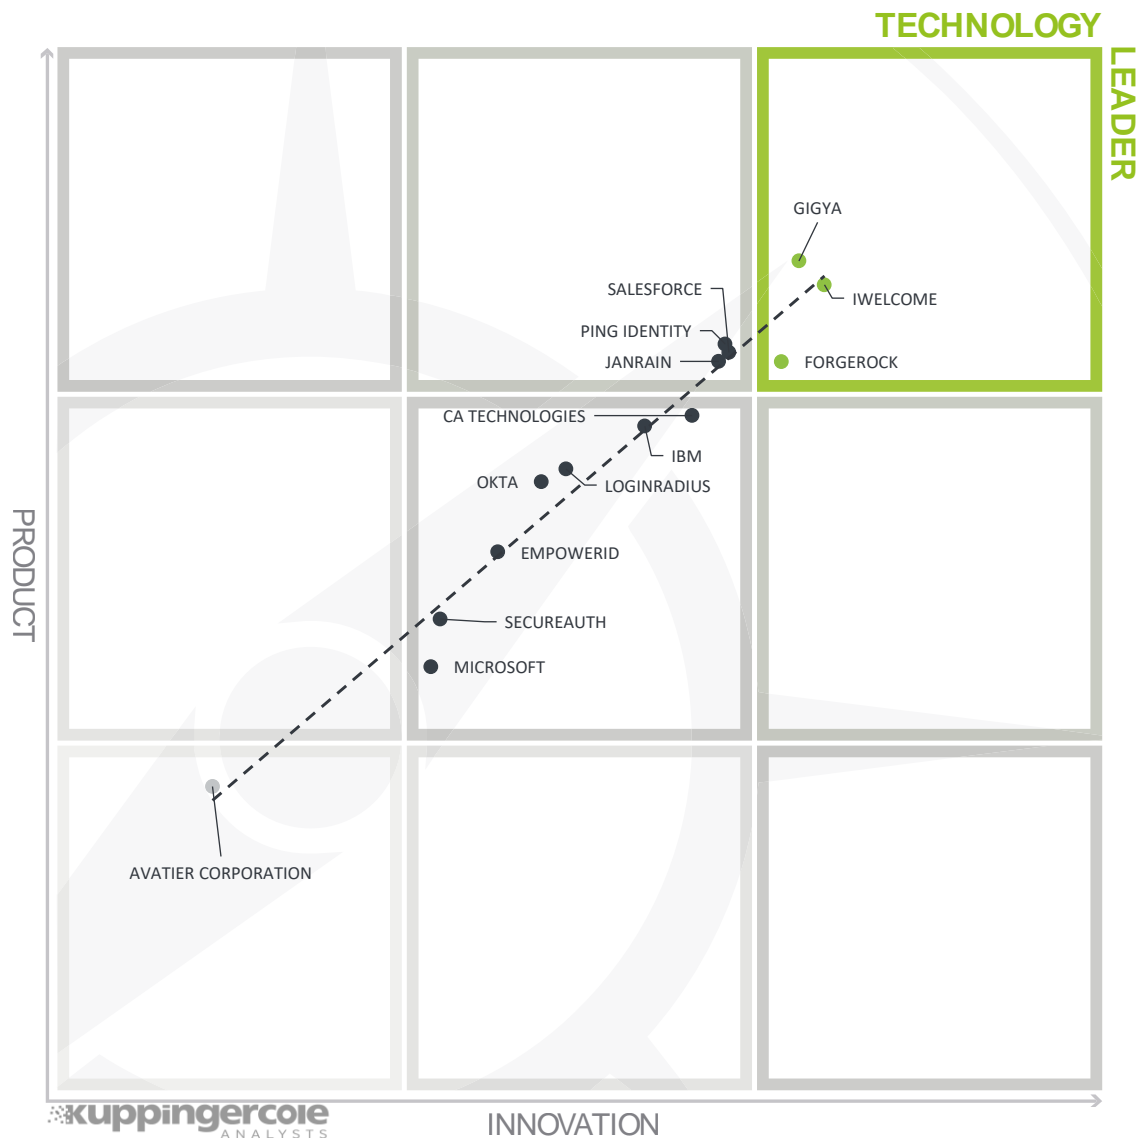 TECHNOLOGY
LEADER
GIGYA
SALESFORCE
IWELCOME
PING IDENTITY
JANRAIN
FORGEROCK
CA TECHNOLOGIES
IBM
OKTA
LOGINRADIUS
PRODUCT
EMPOWERID
SECUREAUTH
MICROSOFT
AVATIER CORPORATION
kuppingercole
ANALYSTS
INNOVATION